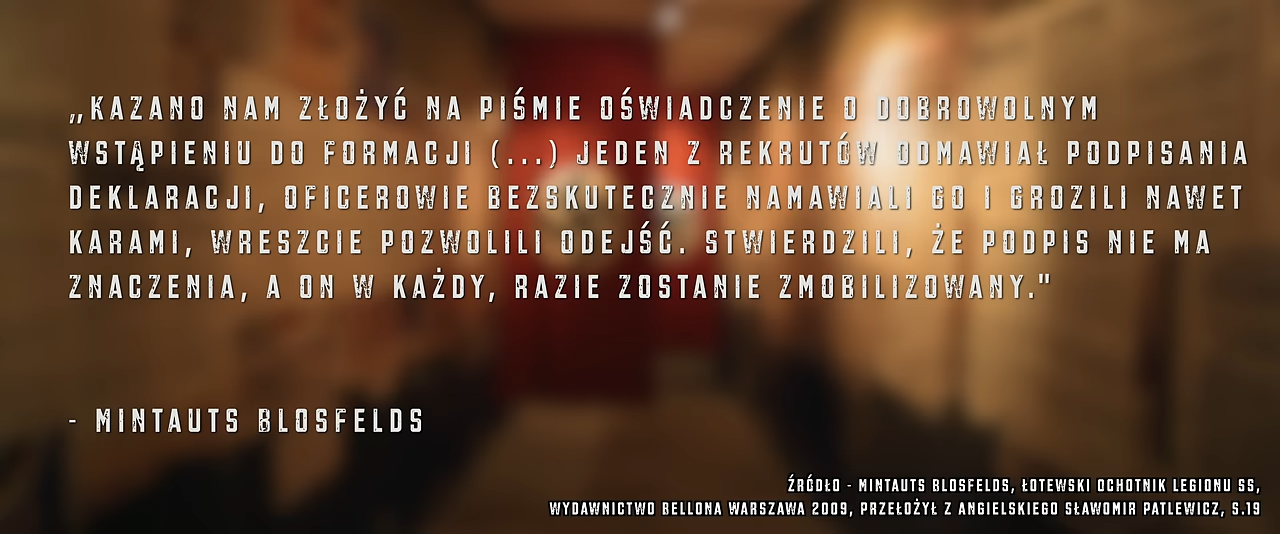 „KAZANO NAM ZŁOŻYĆ NA PIŚMIE OŚWIADCZENIE O DOBROWOLNYM
WSTĄPIENIU DO FORMACJI (...) JEDEN Z REKRUTÓW ODMAWIAŁ PODPISANIA
DEKLARACJI, OFICEROWIE BEZSKUTECZNIE NAMAWIALI GO I GROZILI NAWET
KARAMI, WRESZCIE POZWOLILI ODEJŚĆ. STWIERDZILI, ŻE PODPIS NIE MA
ZNACZENIA, A ON W KAŻDY, RAZIE ZOSTANIE ZMOBILIZOWANY."
- MINTAUTS BLOSFELDS
ŹRÓDŁO - MINTAUTS BLOSFELDS, ŁOTEWSKI OCHOTNIK LEGIONU SS,
WYDAWNICTWO BELLONA WARSZAWA 2009, PRZEŁOŻYŁ Z ANGIELSKIEGO SŁAWOMIR PATLEWICZ, S.19